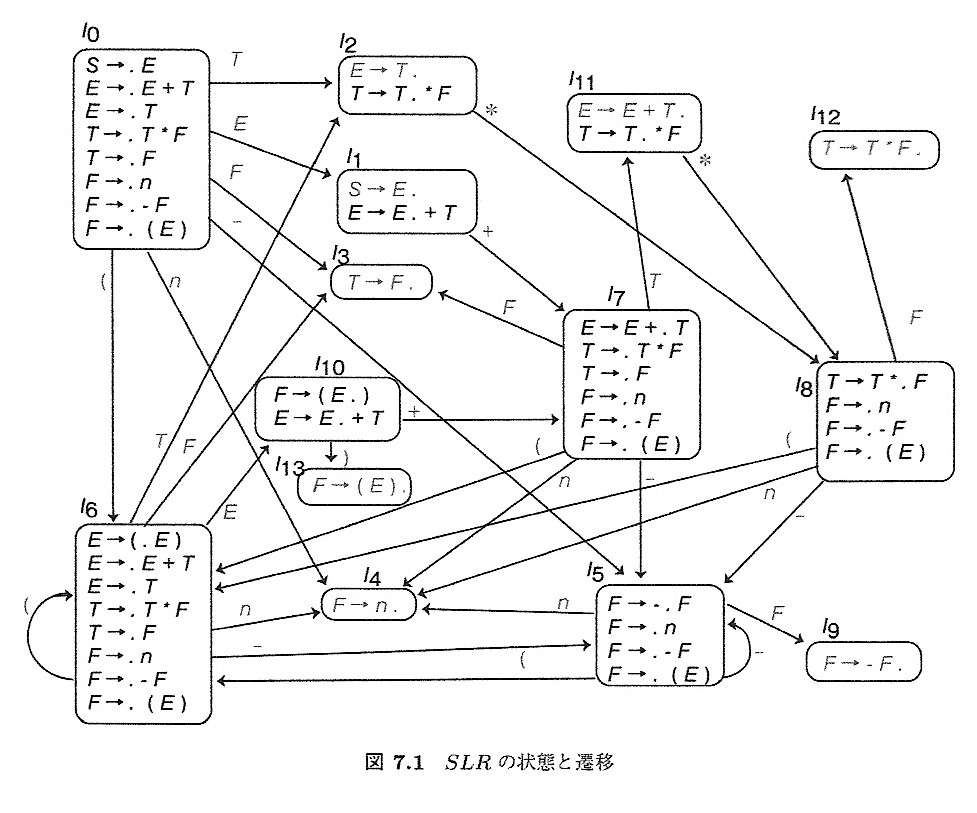 I0
S → . E
E → . E + T
E → . T
T → . T * F
T → . F
F → . n
F → . - F
F → . ( E )
T
E
F
-
(
n
I2
E → T .
T → T . * F
*
I1
S → E .
E → E . + T
+
I3
T → F .
I11
E → E + T .
T → T . * F
*
I12
T → T * F .
F
I7
E → E + . T
T → . T * F
T → . F
F → . n
F → . - F
F → . ( E )
T
F
(
n
-
I8
T → T * . F
F → . n
F → . - F
F → . ( E )
(
n
-
I10
F → ( E . )
E → E . + T
+
)
I13
F → ( E ) .
I6
E → ( . E )
E → . E + T
E → . T
T → . T * F
T → . F
F → . n
F → . - F
F → . ( E )
T
F
E
(
n
-
I4
F → n .
I5
F → - . F
F → . n
F → . - F
F → . ( E )
n
(
-
F
I9
F → - F .
図 7.1 SLR の状態と遷移